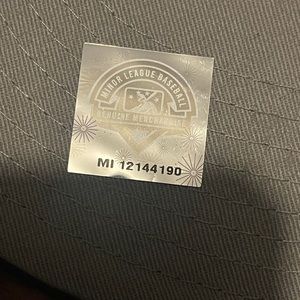 MINOR LEAGUE BASEBALL
GENUINE MERCHANDISE
MI 12144190